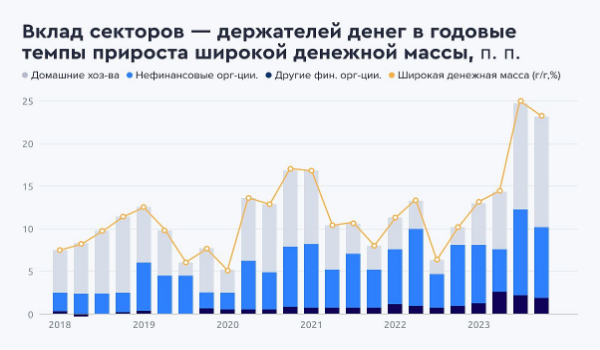 Вклад секторов — держателей денег в годовые
темпы прироста широкой денежной массы, п. п.
Домашние хоз-ва Нефинансовые орг-ции. Другие фин. орг-ции. Широкая денежная масса (г/г,%)
25
20
15
10
5
0
2018 2019 2020 2021 2022 2023